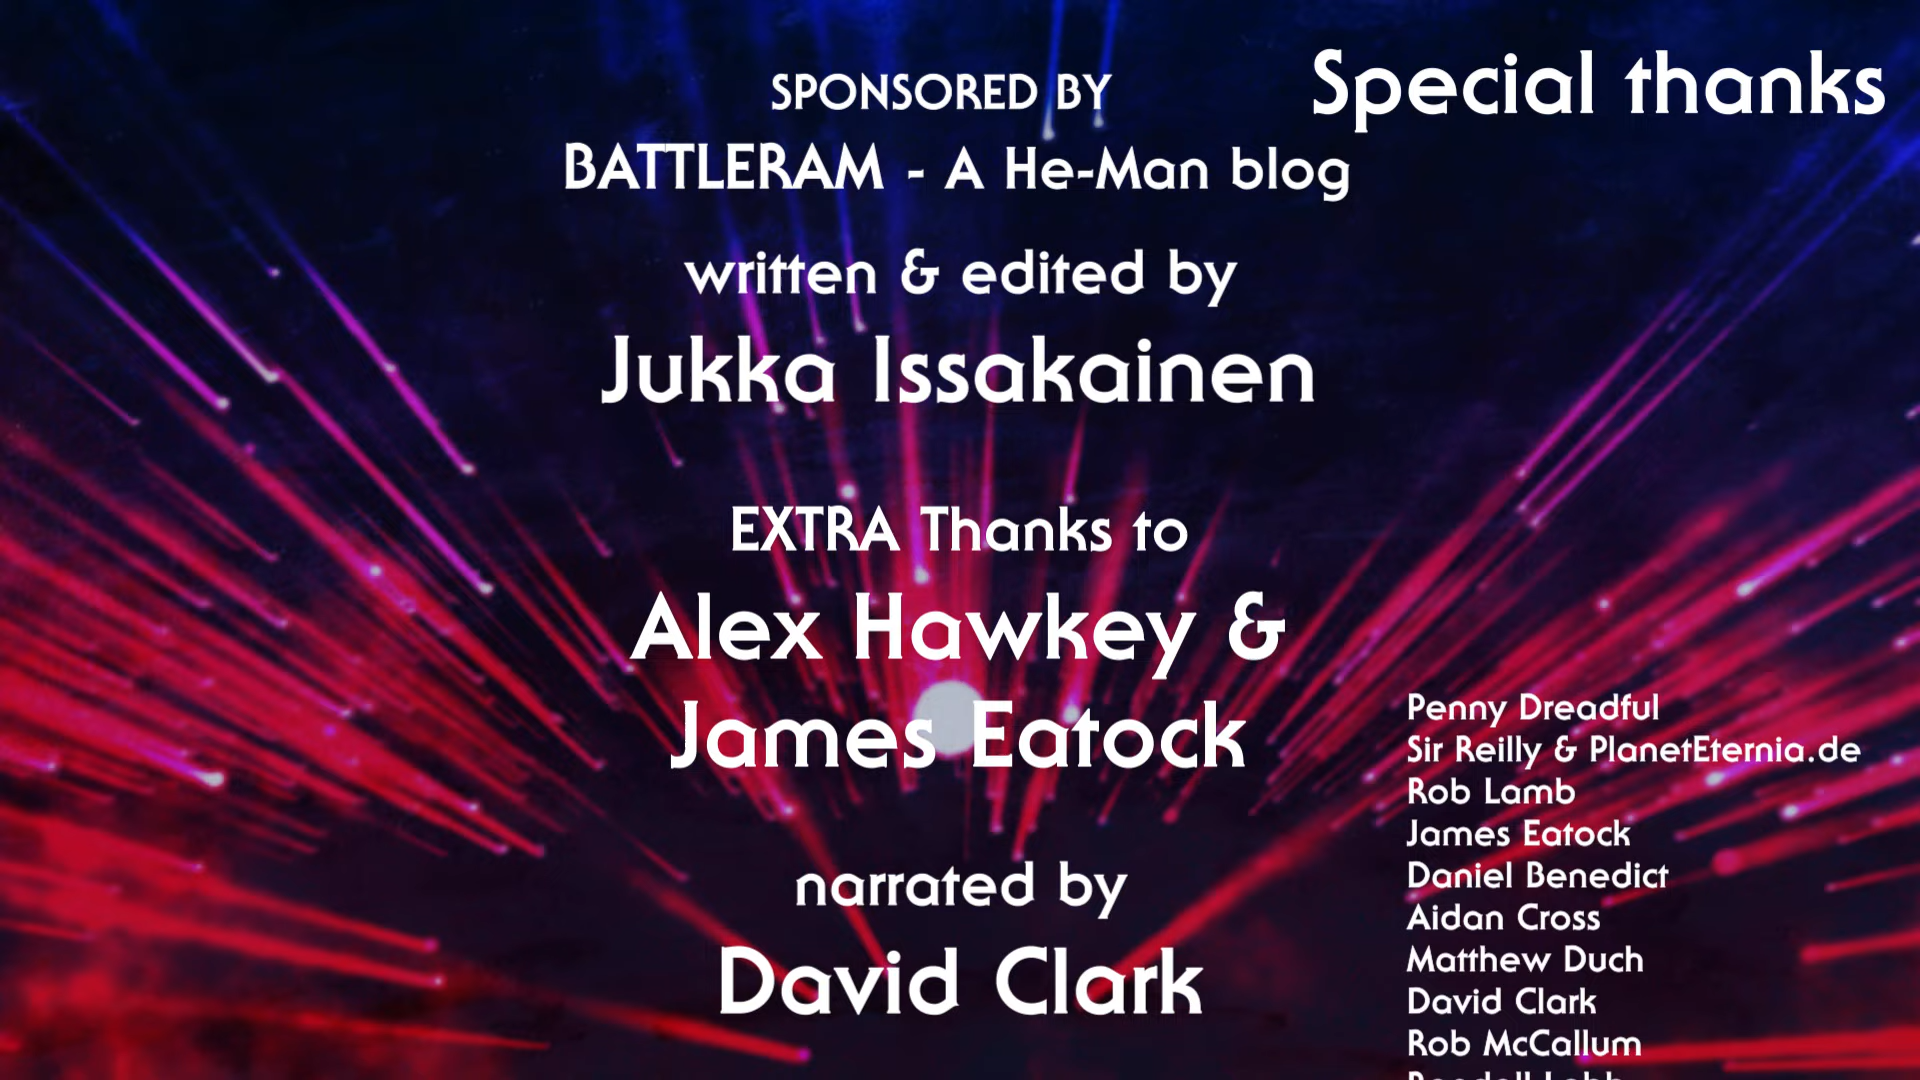 SPONSORED BY
BATTLERAM - A He-Man blog
written & edited by
Jukka Issakainen
EXTRA Thanks to
Alex Hawkey &
James Eatock
narrated by
David Clark
Special thanks
Penny Dreadful
Sir Reilly & PlanetEternia.de
Rob Lamb
James Eatock
Daniel Benedict
Aidan Cross
Matthew Duch
David Clark
Rob McCallum